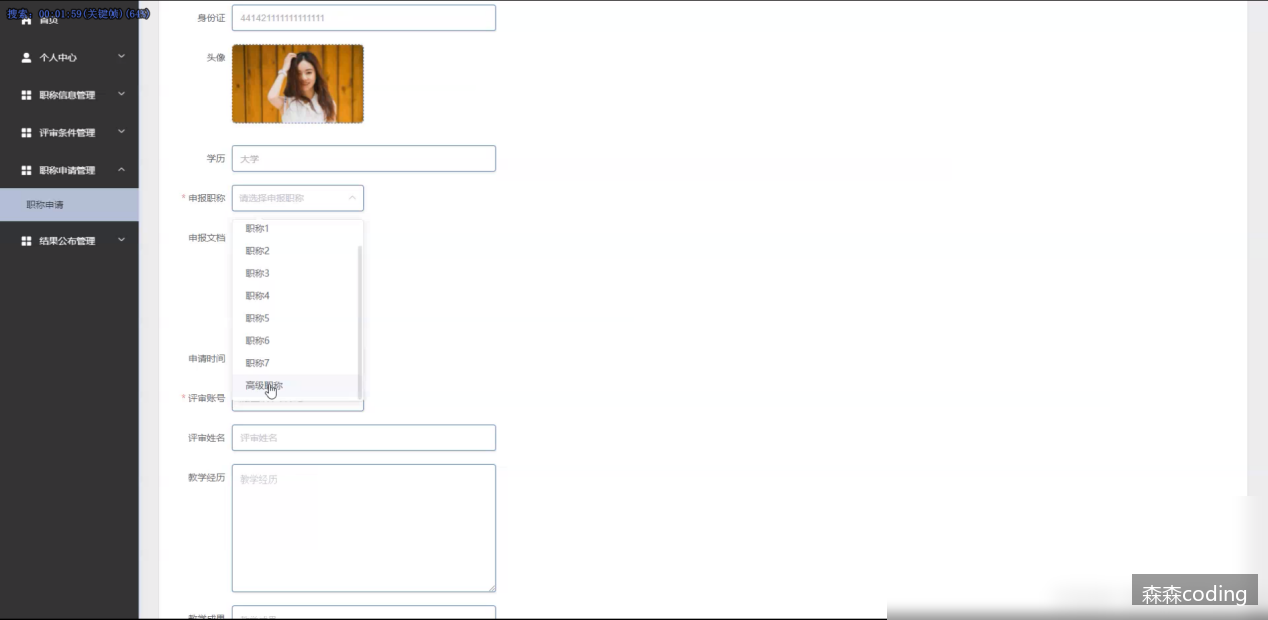 搜索: 00:01:59(关键帧)(64%)
首页
个人中心
职称信息管理
评审条件管理
职称申请管理
职称申请
结果公布管理
身份证
441421111111111111
头像
学历
大学
* 申报职称
请选择申报职称
申报文档
职称1
职称2
职称3
职称4
职称5
职称6
职称7
高级职称
申请时间
* 评审账号
评审姓名
评审姓名
教学经历
教学经历
森森coding